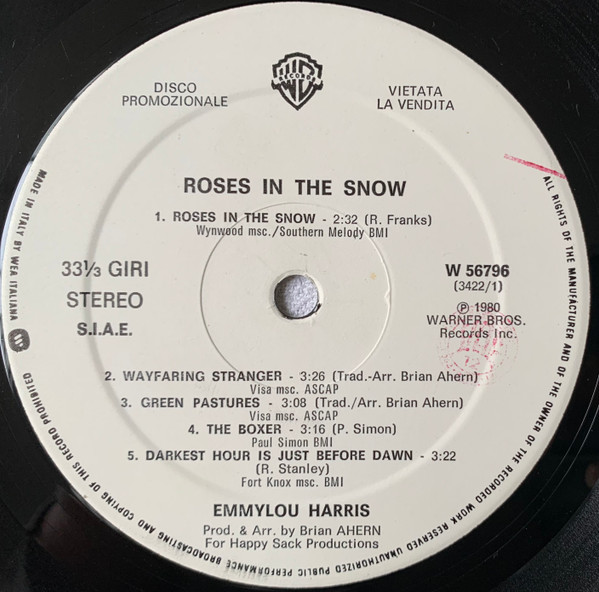 WB
RECORDS
DISCO
PROMOZIONALE
VIETATA
LA VENDITA
ROSES IN THE SNOW
1. ROSES IN THE SNOW - 2:32 (R. Franks)
Wynwood msc./Southern Melody BMI
33⅓ GIRI
STEREO
S.I.A.E.
W 56796
(3422/1)
℗ 1980
WARNER BROS.
Records Inc.
2. WAYFARING STRANGER - 3:26 (Trad.-Arr. Brian Ahern)
Visa msc. ASCAP
3. GREEN PASTURES - 3:08 (Trad./Arr. Brian Ahern)
Visa msc. ASCAP
4. THE BOXER - 3:16 (P. Simon)
Paul Simon BMI
5. DARKEST HOUR IS JUST BEFORE DAWN - 3:22
(R. Stanley)
Fort Knox msc. BMI
EMMYLOU HARRIS
Prod. & Arr. by Brian AHERN
For Happy Sack Productions
MADE IN ITALY BY WEA ITALIANA
ALL RIGHTS OF THE MANUFACTURER AND OF THE OWNER OF THE RECORDED WORK RESERVED UNAUTHORIZED PUBLIC PERFORMANCE BROADCASTING AND COPYING OF THIS RECORD PROHIBITED